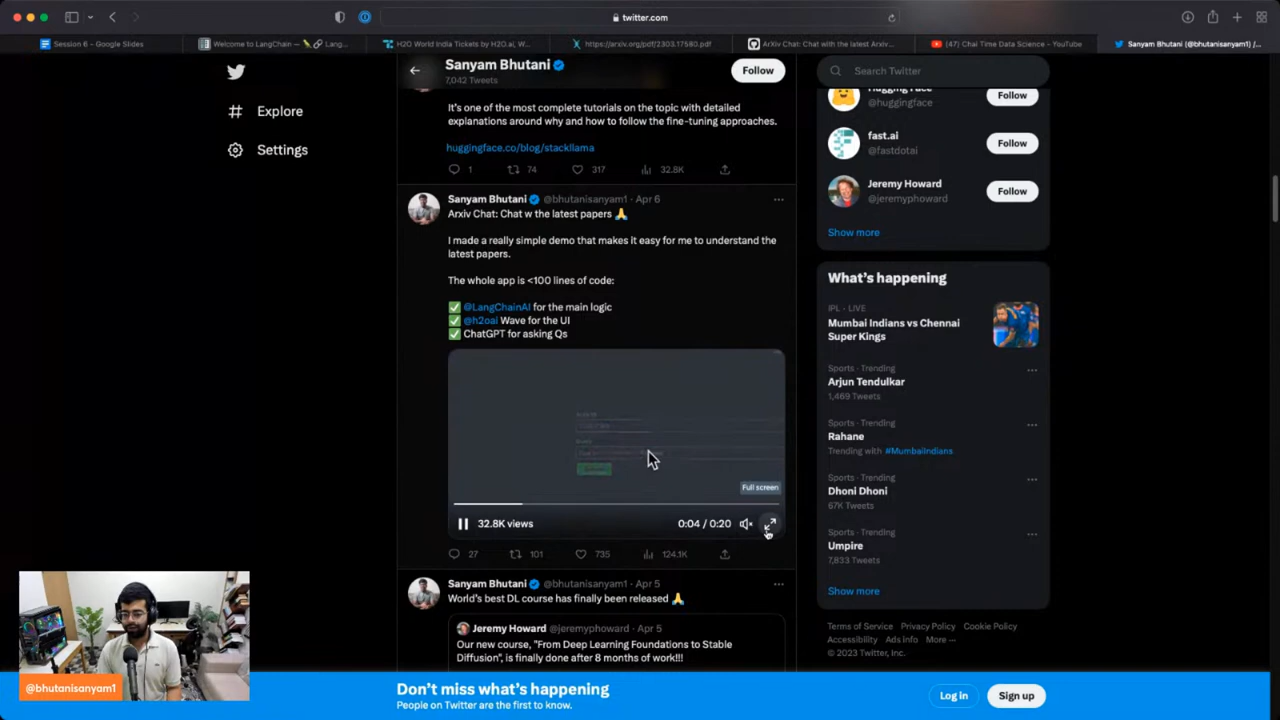 twitter.com
Session 6 - Google Slides
Welcome to LangChain — 🦜🔗 Lang...
H2O World India Tickets by H2O.ai, W...
https://arxiv.org/pdf/2303.17580.pdf
ArXiv Chat: Chat with the latest Arxiv...
(47) Chai Time Data Science - YouTube
Sanyam Bhutani (@bhutanisanyam1) /...
Explore
Settings
Sanyam Bhutani
7,042 Tweets
Follow
It's one of the most complete tutorials on the topic with detailed
explanations around why and how to follow the fine-tuning approaches.
huggingface.co/blog/stackllama
1 74 317 32.8K
Sanyam Bhutani @bhutanisanyam1 · Apr 6
Arxiv Chat: Chat w the latest papers 🙏
I made a really simple demo that makes it easy for me to understand the
latest papers.
The whole app is <100 lines of code:
✅ @LangChainAI for the main logic
✅ @h2oai Wave for the UI
✅ ChatGPT for asking Qs
Full screen
32.8K views
0:04 / 0:20
27 101 735 124.1K
Sanyam Bhutani @bhutanisanyam1 · Apr 5
World's best DL course has finally been released 🙏
Jeremy Howard @jeremyphoward · Apr 5
Our new course, "From Deep Learning Foundations to Stable
Diffusion", is finally done after 8 months of work!!!
Search Twitter
Hugging Face
@huggingface
Follow
fast.ai
@fastdotai
Follow
Jeremy Howard
@jeremyphoward
Follow
Show more
What's happening
IPL · LIVE
Mumbai Indians vs Chennai
Super Kings
Sports · Trending
Arjun Tendulkar
1,469 Tweets
Sports · Trending
Rahane
Trending with #MumbaiIndians
Sports · Trending
Dhoni Dhoni
67K Tweets
Sports · Trending
Umpire
7,833 Tweets
Show more
Terms of Service Privacy Policy Cookie Policy
Accessibility Ads info More ···
© 2023 Twitter, Inc.
@bhutanisanyam1
Don't miss what's happening
People on Twitter are the first to know.
Log in
Sign up